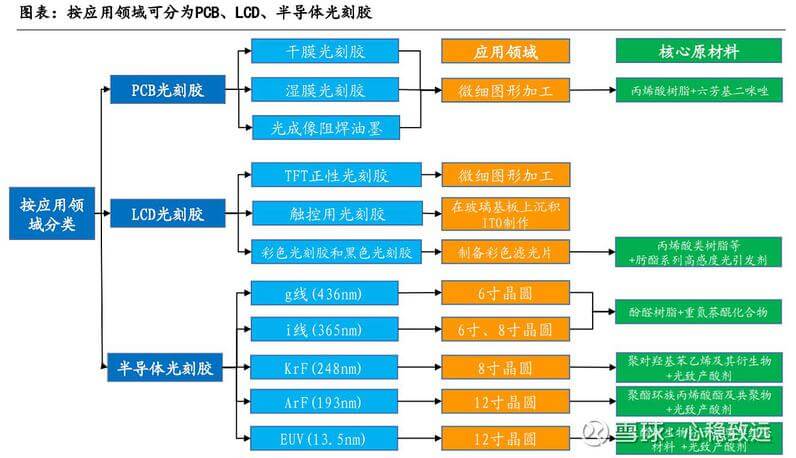 图表：按应用领域可分为PCB、LCD、半导体光刻胶
干膜光刻胶
应用领域
核心原材料
PCB光刻胶
湿膜光刻胶
微细图形加工
丙烯酸树脂+六芳基二咪唑
光成像阻焊油墨
按应用领
域分类
TFT正性光刻胶
微细图形加工
LCD光刻胶
触控用光刻胶
在玻璃基板上沉积
ITO制作
彩色光刻胶和黑色光刻胶
制备彩色滤光片
丙烯酸类树脂等
+肟酯系列高感度光引发剂
g线(436nm)
6寸晶圆
酚醛树脂+重氮萘醌化合物
i线(365nm)
6寸、8寸晶圆
半导体光刻胶
KrF(248nm)
8寸晶圆
聚对羟基苯乙烯及其衍生物
+光致产酸剂
ArF(193nm)
12寸晶圆
聚酯环族丙烯酸酯及共聚物
+光致产酸剂
EUV(13.5nm)
12寸晶圆
材料 +光致产酸剂
雪球·心稳致远